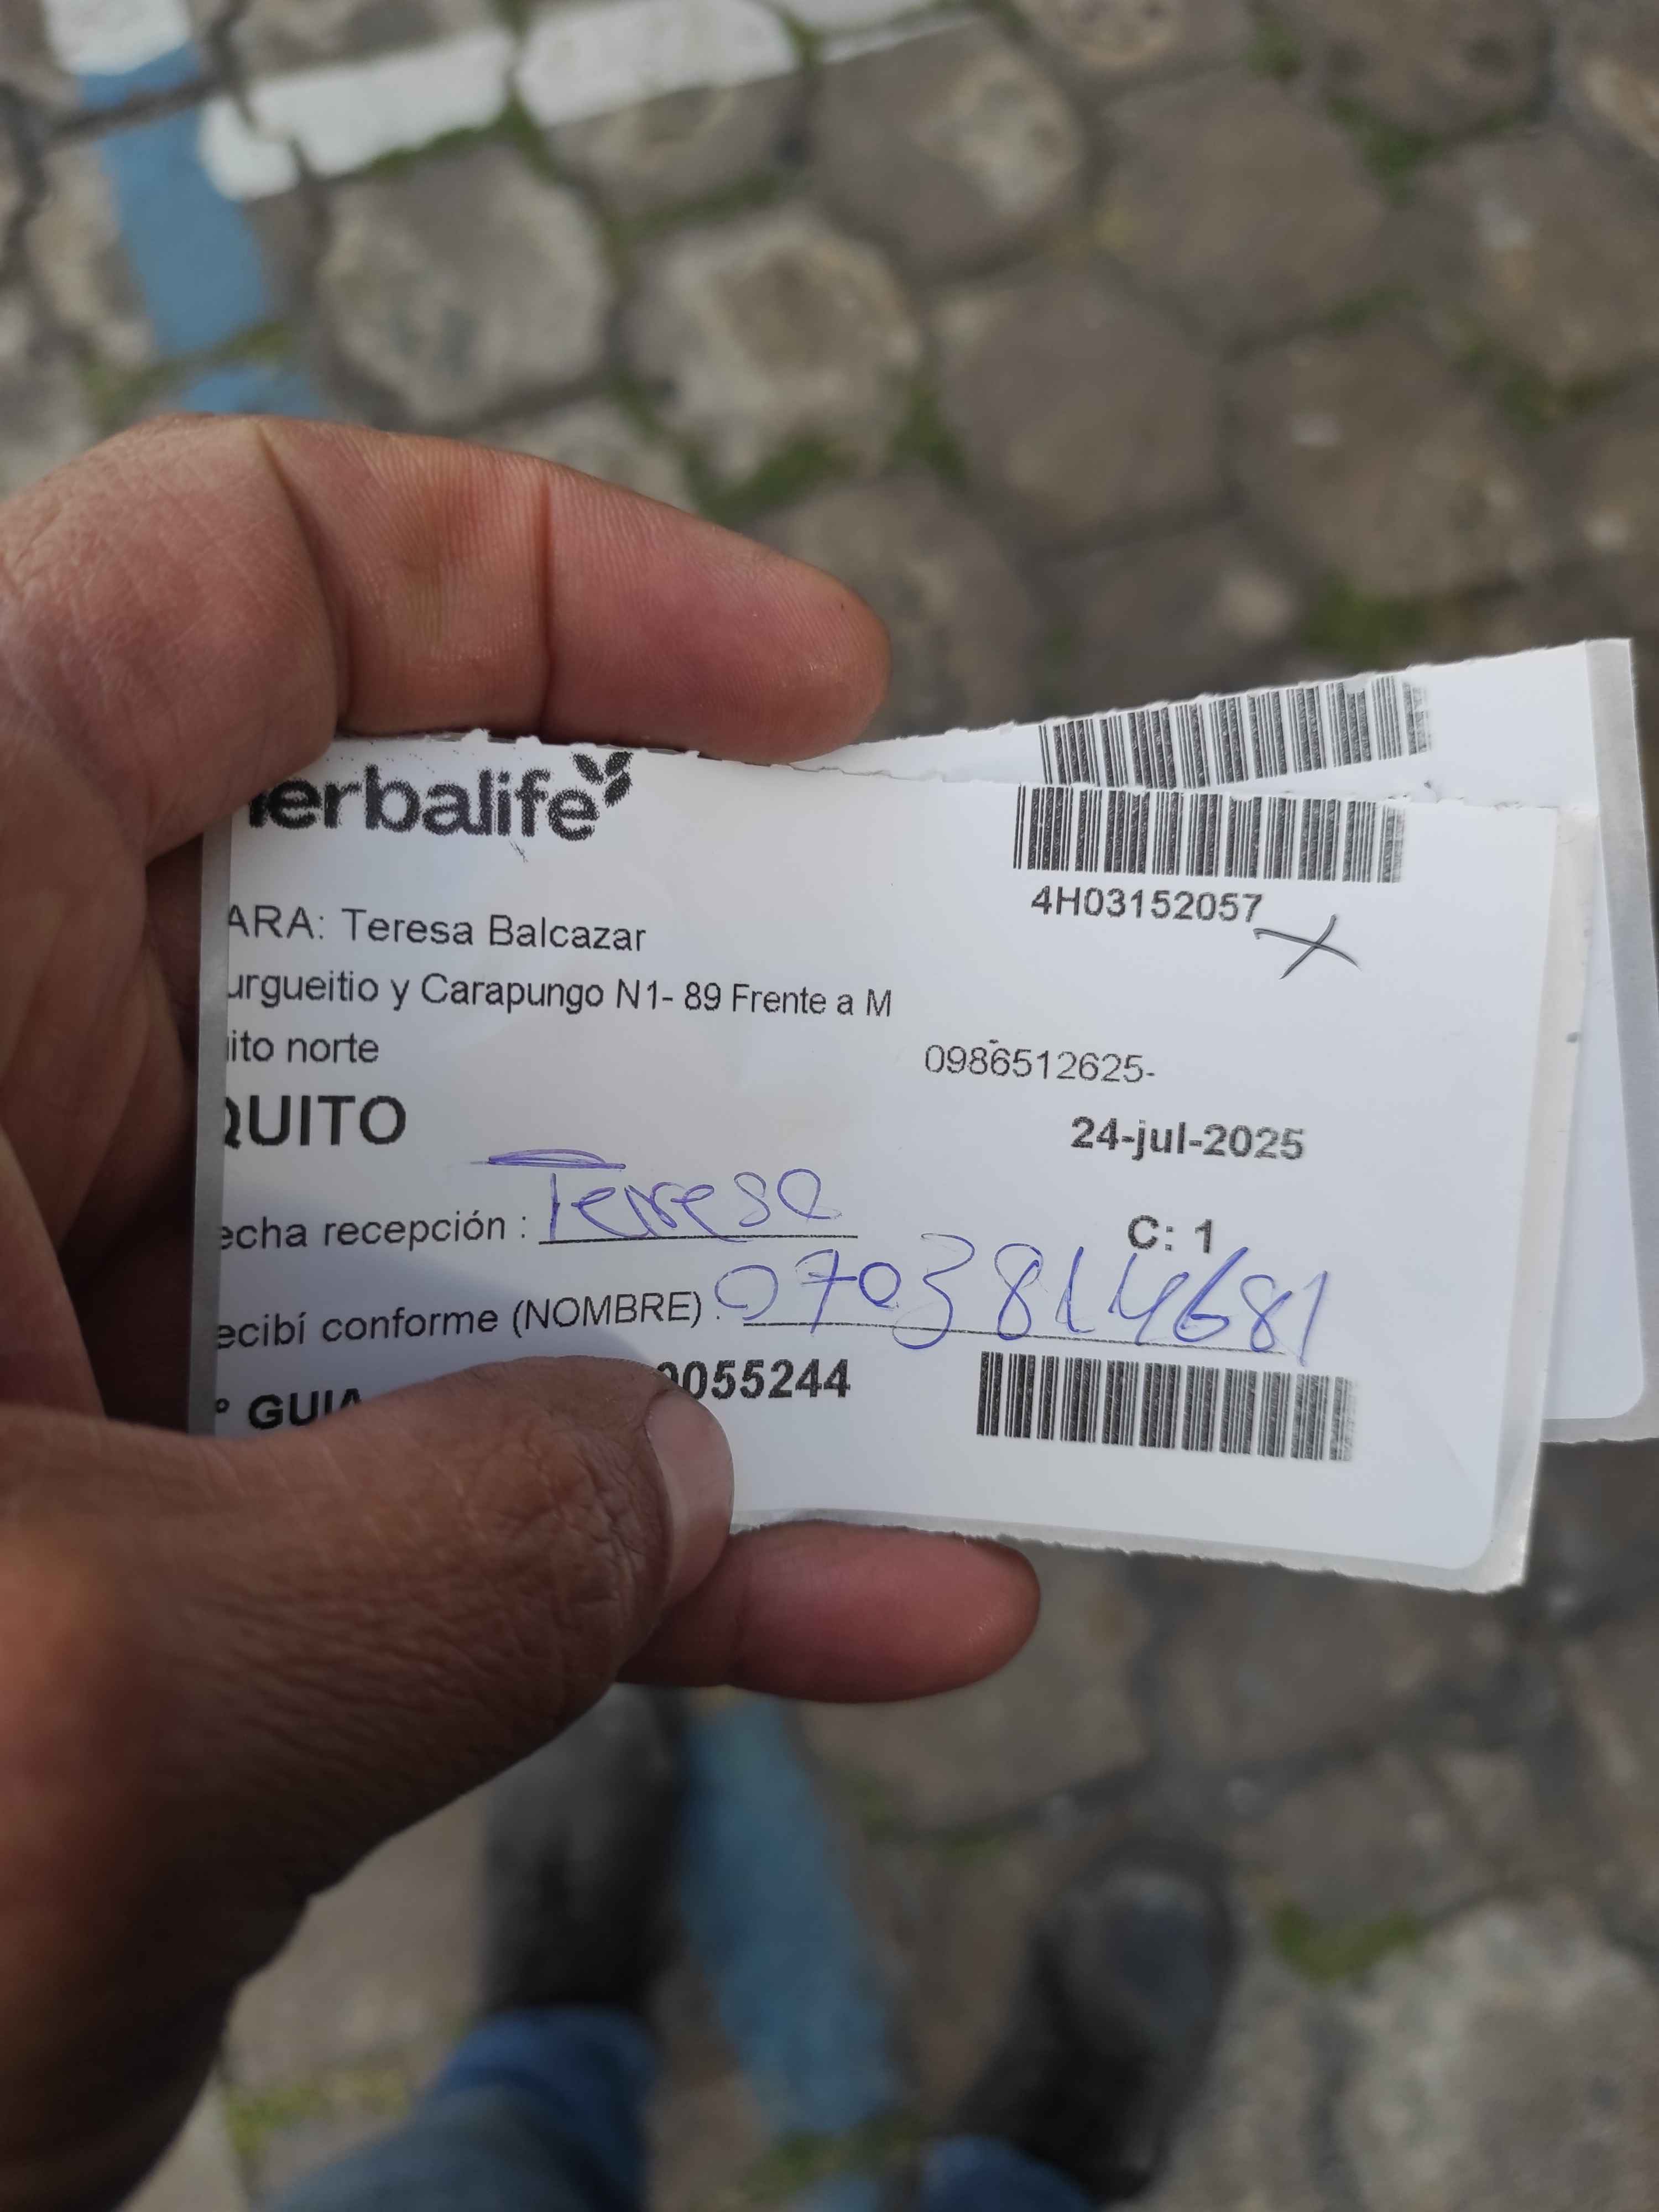 herbalife
4H03152057
ARA: Teresa Balcazar
urgueitio y Carapungo N1- 89 Frente a M
ito norte
0986512625-
QUITO
24-jul-2025
echa recepción : Teresa
C: 1
ecibí conforme (NOMBRE) : 0703814681
° GUIA 0055244